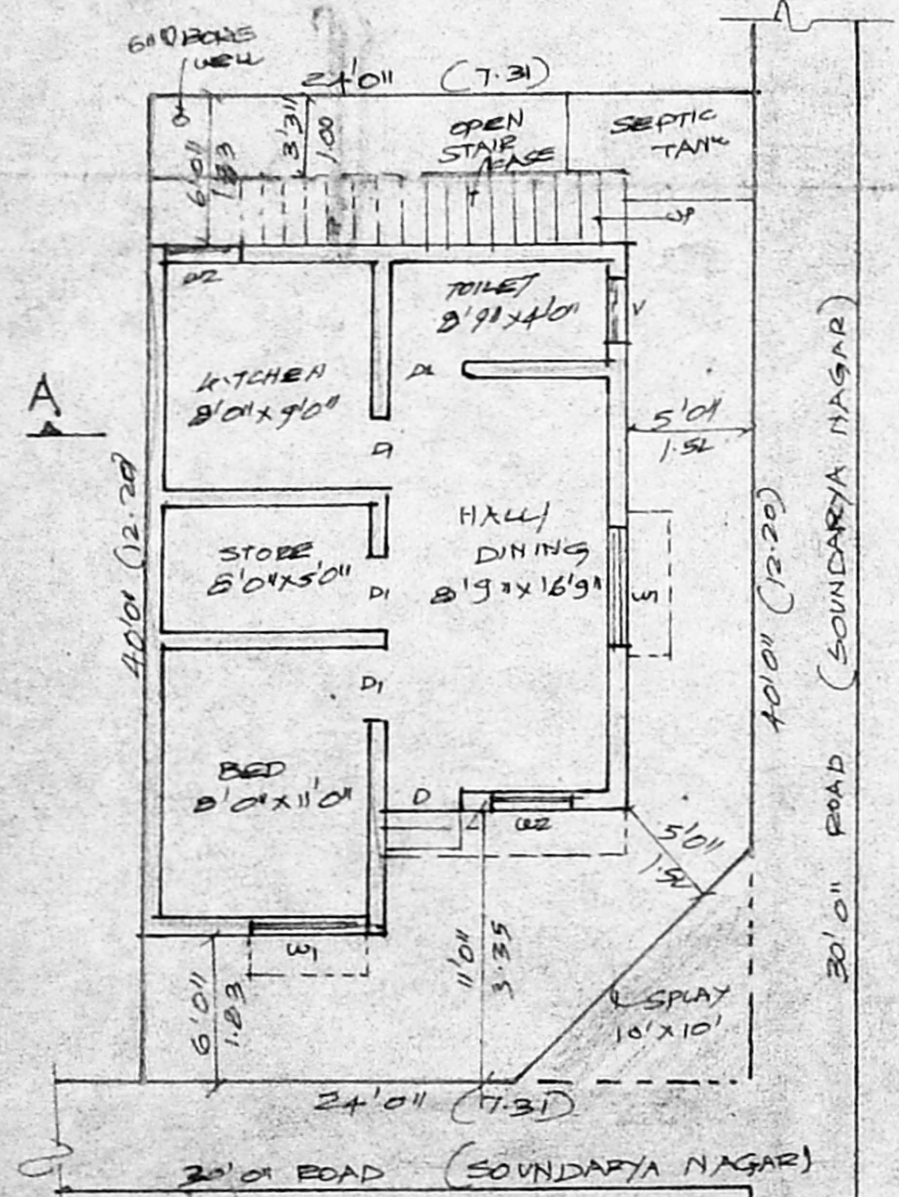 6"Ø BORE
WELL
24'0" (7.31)
6'0"
1.83
3'3"
1.00
OPEN
STAIR
CASE
SEPTIC
TANK
UP
W2
TOILET
8'9"X4'0"
V
KITCHEN
8'0"X9'0"
D2
A
5'0"
1.52
D1
40'0" (12.20)
HALL/
DINING
8'9"X16'9"
STORE
8'0"X5'0"
D1
W
40'0" (12.20)
30'0" ROAD (SOUNDARYA NAGAR)
D1
BED
8'0"X11'0"
D
W2
5'0"
1.52
11'0"
3.35
W1
6'0"
1.83
SPLAY
10'X10'
24'0" (7.31)
30'0" ROAD (SOUNDARYA NAGAR)